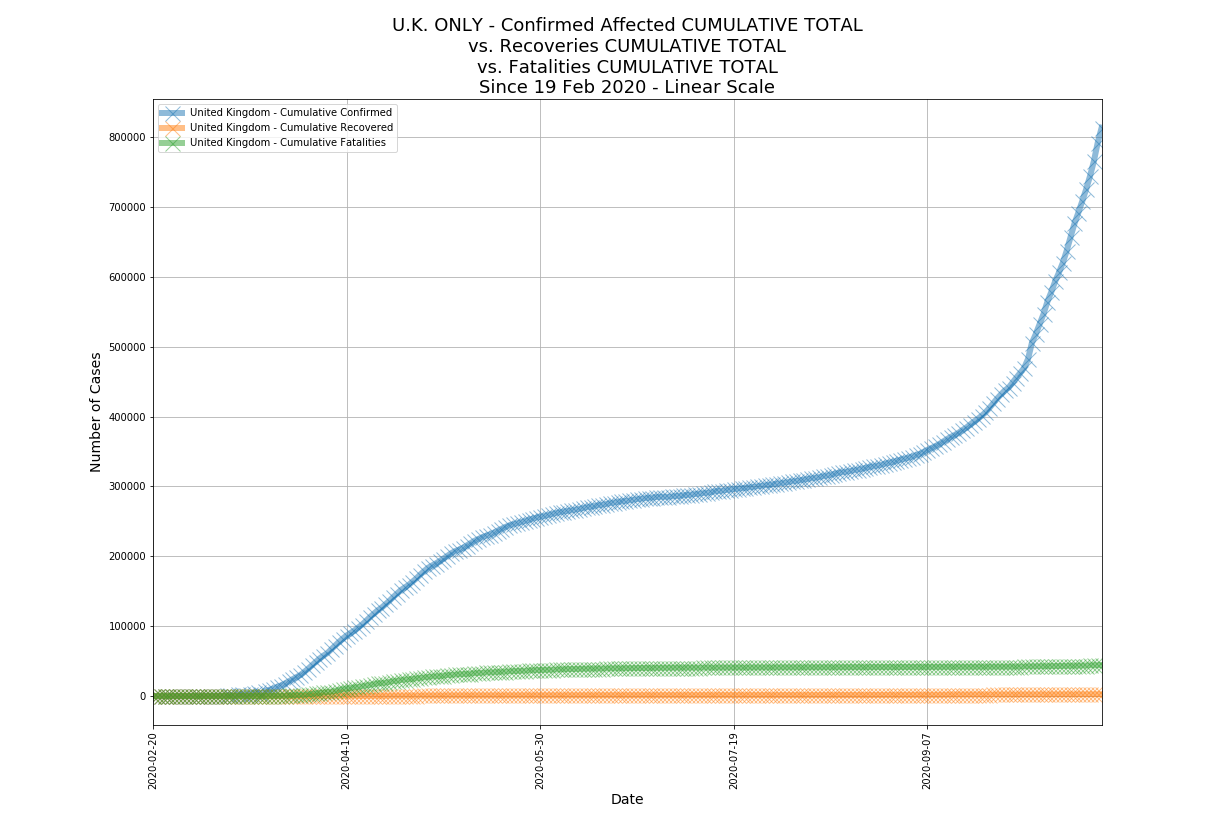 U.K. ONLY - Confirmed Affected CUMULATIVE TOTAL
vs. Recoveries CUMULATIVE TOTAL
vs. Fatalities CUMULATIVE TOTAL
Since 19 Feb 2020 - Linear Scale
United Kingdom - Cumulative Confirmed
United Kingdom - Cumulative Recovered
United Kingdom - Cumulative Fatalities
800000
700000
600000
500000
400000
300000
200000
100000
0
Number of Cases
2020-02-20
2020-04-10
2020-05-30
2020-07-19
2020-09-07
Date